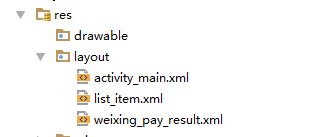 res
drawable
layout
activity_main.xml
list_item.xml
weixing_pay_result.xml